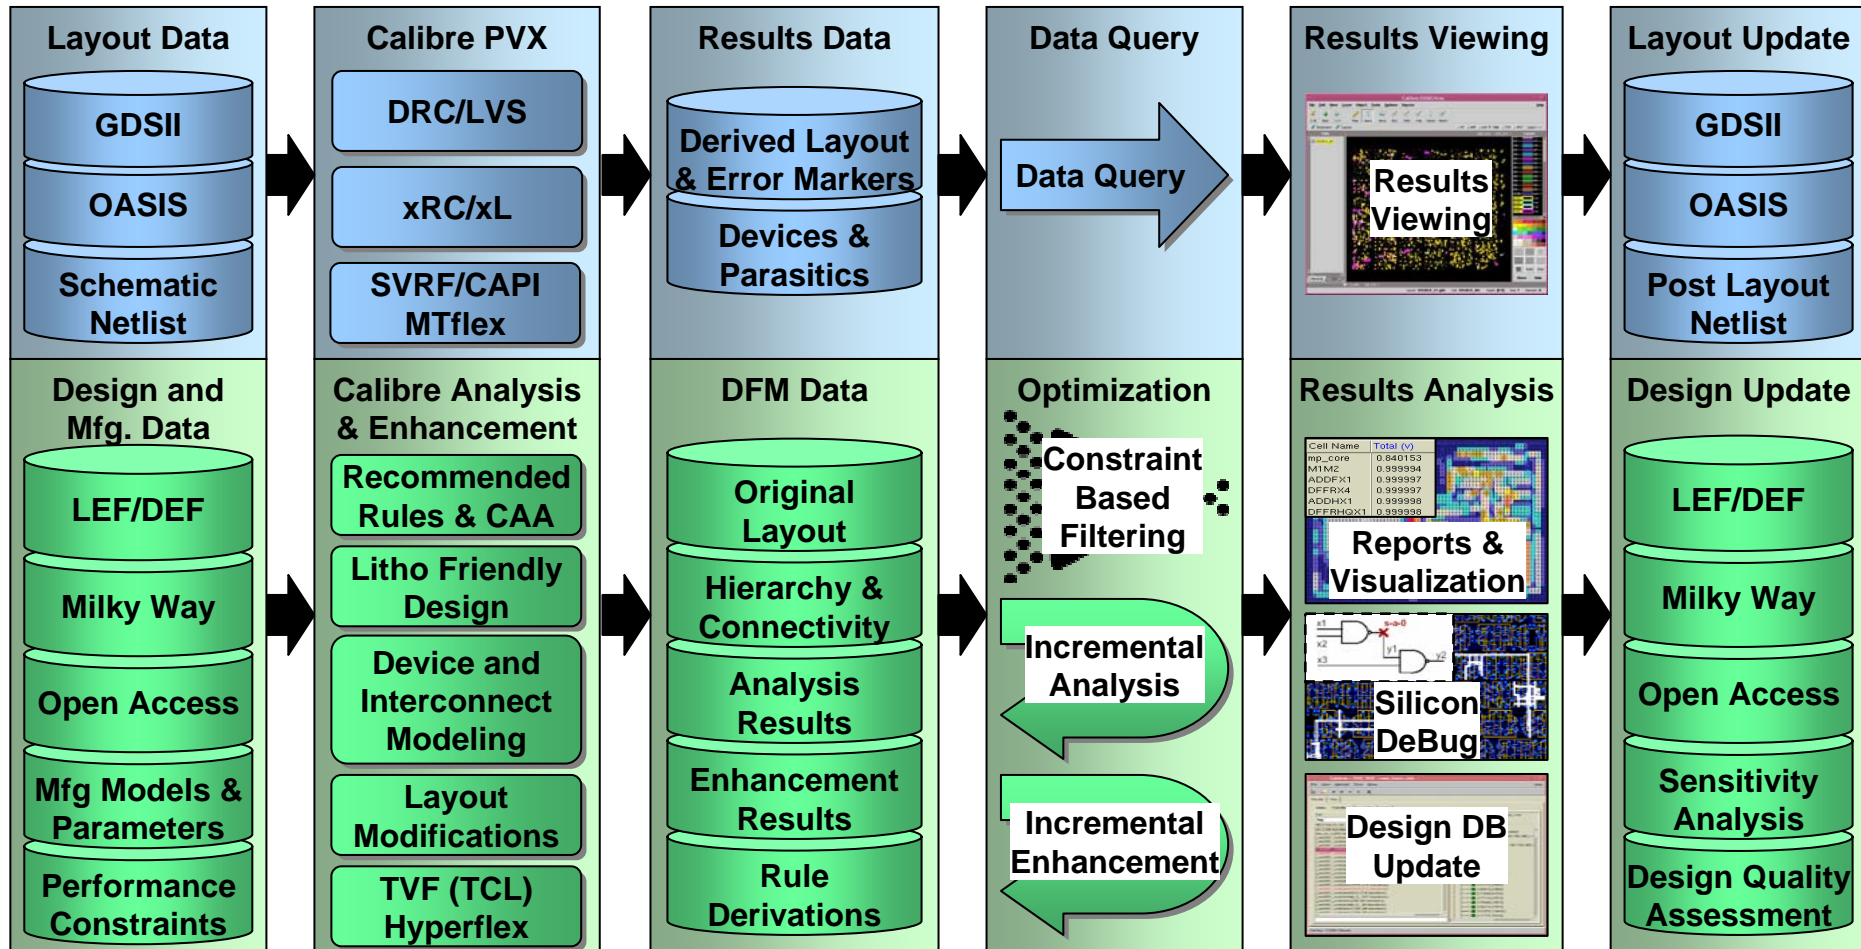 Layout Data
GDSII
OASIS
Schematic
Netlist
Calibre PVX
DRC/LVS
xRC/xL
SVRF/CAPI
MTflex
Results Data
Derived Layout
& Error Markers
Devices &
Parasitics
Data Query
Data Query
Results Viewing
Results
Viewing
Layout Update
GDSII
OASIS
Post Layout
Netlist
Design and
Mfg. Data
LEF/DEF
Milky Way
Open Access
Mfg Models &
Parameters
Performance
Constraints
Calibre Analysis
& Enhancement
Recommended
Rules & CAA
Litho Friendly
Design
Device and
Interconnect
Modeling
Layout
Modifications
TVF (TCL)
Hyperflex
DFM Data
Original
Layout
Hierarchy &
Connectivity
Analysis
Results
Enhancement
Results
Rule
Derivations
Optimization
Constraint
Based
Filtering
Incremental
Analysis
Incremental
Enhancement
Results Analysis
Cell Name Total (v)
mp_core 0.840153
M1M2 0.999994
ADDFX1 0.999997
DFFRX4 0.999997
ADDHX1 0.999998
DFFRHQX1 0.999998
Reports &
Visualization
x1
x2
x3
s-a-0
y1
y2
Silicon
DeBug
Design DB
Update
Design Update
LEF/DEF
Milky Way
Open Access
Sensitivity
Analysis
Design Quality
Assessment